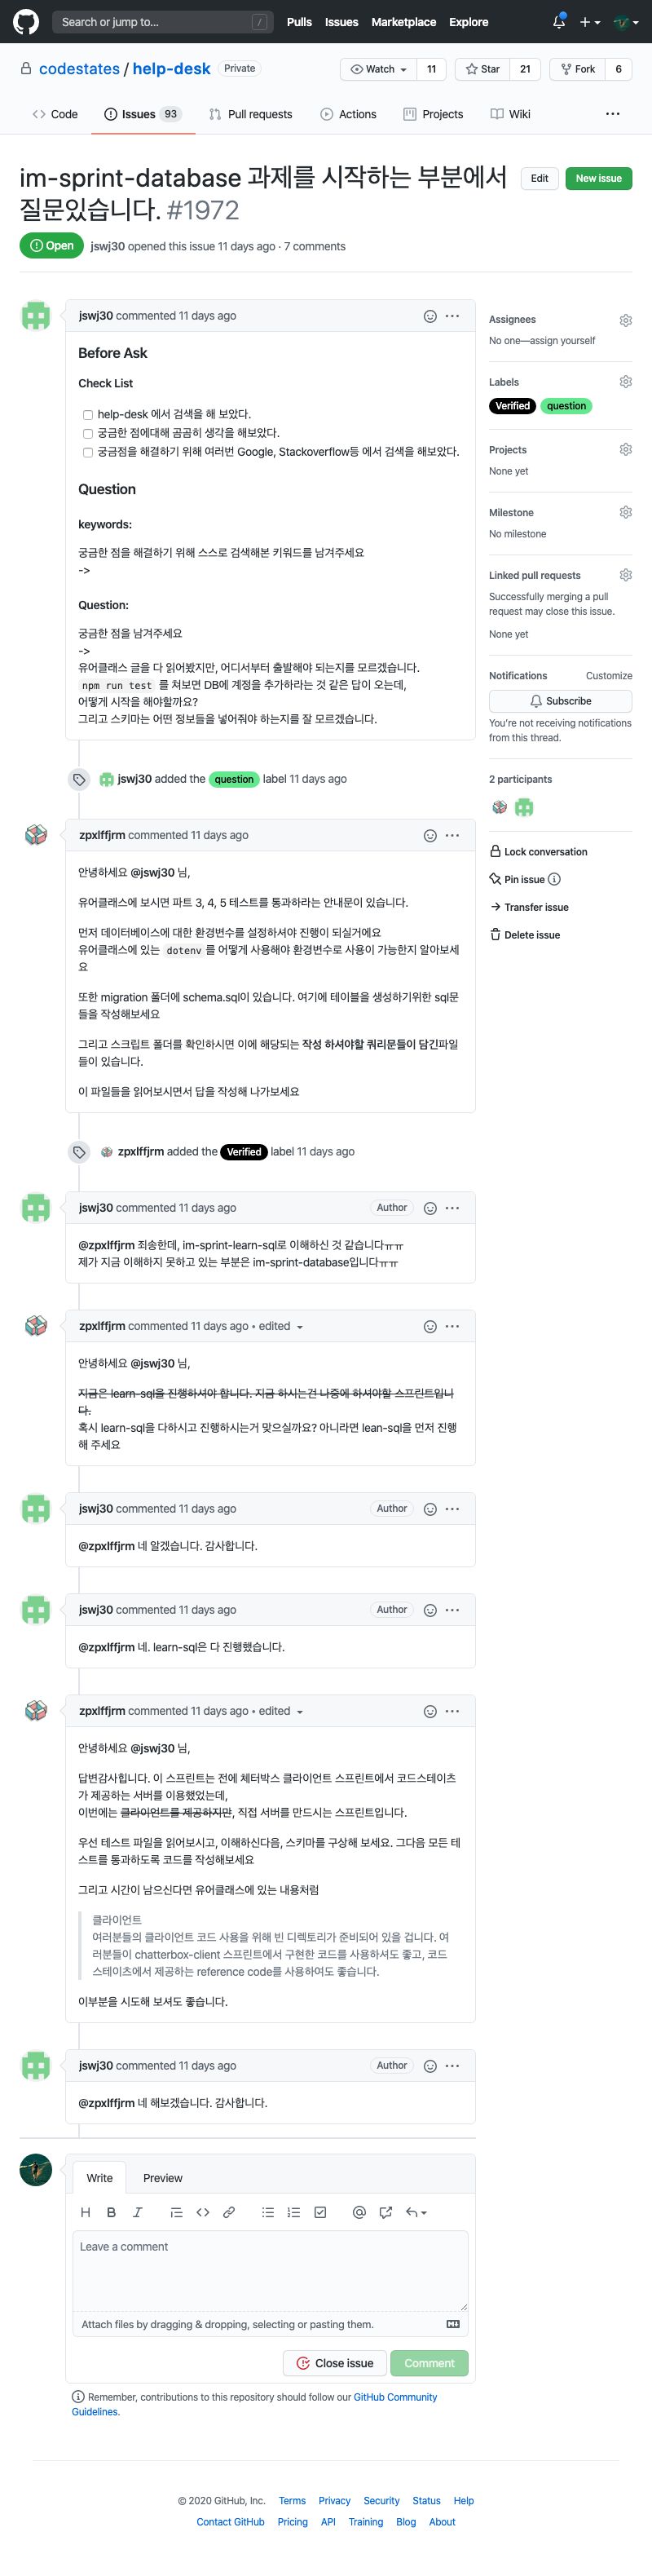 Search or jump to...
/
Pulls
Issues
Marketplace
Explore
codestates / help-desk
Private
Watch
11
Star
21
Fork
6
Code
Issues 93
Pull requests
Actions
Projects
Wiki
im-sprint-database 과제를 시작하는 부분에서
질문있습니다. #1972
Edit
New issue
Open
jswj30 opened this issue 11 days ago · 7 comments
jswj30 commented 11 days ago
Before Ask
Check List
help-desk 에서 검색을 해 보았다.
궁금한 점에대해 곰곰히 생각을 해보았다.
궁금점을 해결하기 위해 여러번 Google, Stackoverflow등 에서 검색을 해보았다.
Question
keywords:
궁금한 점을 해결하기 위해 스스로 검색해본 키워드를 남겨주세요
->
Question:
궁금한 점을 남겨주세요
->
유어클래스 글을 다 읽어봤지만, 어디서부터 출발해야 되는지를 모르겠습니다.
npm run test 를 쳐보면 DB에 계정을 추가하라는 것 같은 답이 오는데,
어떻게 시작을 해야할까요?
그리고 스키마는 어떤 정보들을 넣어줘야 하는지를 잘 모르겠습니다.
Assignees
No one—assign yourself
Labels
Verified
question
Projects
None yet
Milestone
No milestone
Linked pull requests
Successfully merging a pull
request may close this issue.
None yet
Notifications
Customize
Subscribe
You're not receiving notifications
from this thread.
2 participants
Lock conversation
Pin issue
Transfer issue
Delete issue
jswj30 added the question label 11 days ago
zpxlffjrm commented 11 days ago
안녕하세요 @jswj30 님,
유어클래스에 보시면 파트 3, 4, 5 테스트를 통과하라는 안내문이 있습니다.
먼저 데이터베이스에 대한 환경변수를 설정하셔야 진행이 되실거에요
유어클래스에 있는 dotenv 를 어떻게 사용해야 환경변수로 사용이 가능한지 알아보세
요
또한 migration 폴더에 schema.sql이 있습니다. 여기에 테이블을 생성하기위한 sql문
들을 작성해보세요
그리고 스크립트 폴더를 확인하시면 이에 해당되는 작성 하셔야할 쿼리문들이 담긴파일
들이 있습니다.
이 파일들을 읽어보시면서 답을 작성해 나가보세요
zpxlffjrm added the Verified label 11 days ago
jswj30 commented 11 days ago
Author
@zpxlffjrm 죄송한데, im-sprint-learn-sql로 이해하신 것 같습니다ㅠㅠ
제가 지금 이해하지 못하고 있는 부분은 im-sprint-database입니다ㅠㅠ
zpxlffjrm commented 11 days ago • edited
안녕하세요 @jswj30 님,
지금은 learn-sql을 진행하셔야 합니다. 지금 하시는건 나중에 하셔야할 스프린트입니
다.
혹시 learn-sql을 다하시고 진행하시는거 맞으실까요? 아니라면 lean-sql을 먼저 진행
해 주세요
jswj30 commented 11 days ago
Author
@zpxlffjrm 네 알겠습니다. 감사합니다.
jswj30 commented 11 days ago
Author
@zpxlffjrm 네. learn-sql은 다 진행했습니다.
zpxlffjrm commented 11 days ago • edited
안녕하세요 @jswj30 님,
답변감사합니다. 이 스프린트는 전에 체터박스 클라이언트 스프린트에서 코드스테이츠
가 제공하는 서버를 이용했었는데,
이번에는 클라이언트를 제공하지만, 직접 서버를 만드시는 스프린트입니다.
우선 테스트 파일을 읽어보시고, 이해하신다음, 스키마를 구상해 보세요. 그다음 모든 테
스트를 통과하도록 코드를 작성해보세요
그리고 시간이 남으신다면 유어클래스에 있는 내용처럼
클라이언트
여러분들의 클라이언트 코드 사용을 위해 빈 디렉토리가 준비되어 있을 겁니다. 여
러분들이 chatterbox-client 스프린트에서 구현한 코드를 사용하셔도 좋고, 코드
스테이츠에서 제공하는 reference code를 사용하여도 좋습니다.
이부분을 시도해 보셔도 좋습니다.
jswj30 commented 11 days ago
Author
@zpxlffjrm 네 해보겠습니다. 감사합니다.
Write
Preview
Leave a comment
Attach files by dragging & dropping, selecting or pasting them.
Close issue
Comment
Remember, contributions to this repository should follow our GitHub Community
Guidelines.
© 2020 GitHub, Inc.
Terms
Privacy
Security
Status
Help
Contact GitHub
Pricing
API
Training
Blog
About